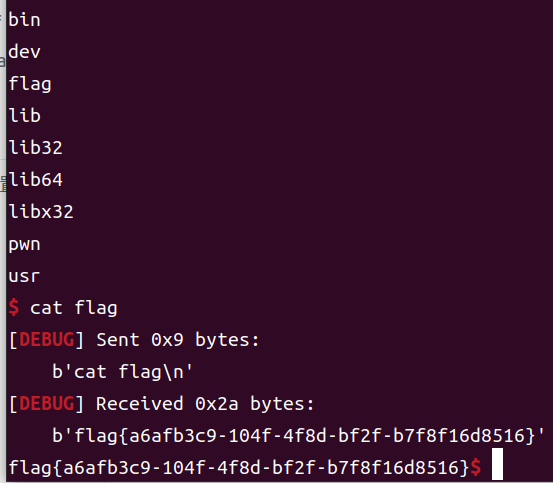 bin
dev
flag
lib
lib32
lib64
libx32
pwn
usr
$ cat flag
[DEBUG] Sent 0x9 bytes:
b'cat flag\n'
[DEBUG] Received 0x2a bytes:
b'flag{a6afb3c9-104f-4f8d-bf2f-b7f8f16d8516}'
flag{a6afb3c9-104f-4f8d-bf2f-b7f8f16d8516}$